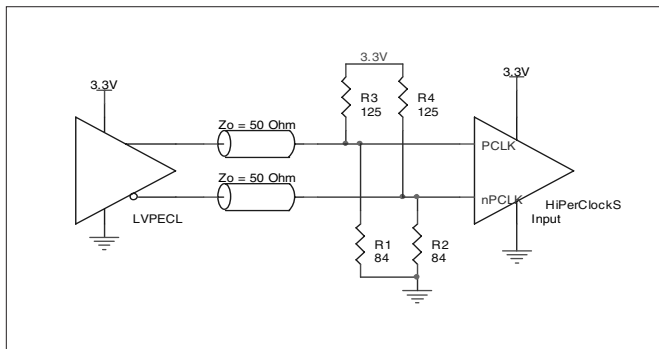 3.3V
3.3V
3.3V
R3
125
R4
125
Zo = 50 Ohm
PCLK
Zo = 50 Ohm
nPCLK
HiPerClockS
Input
LVPECL
R1
84
R2
84